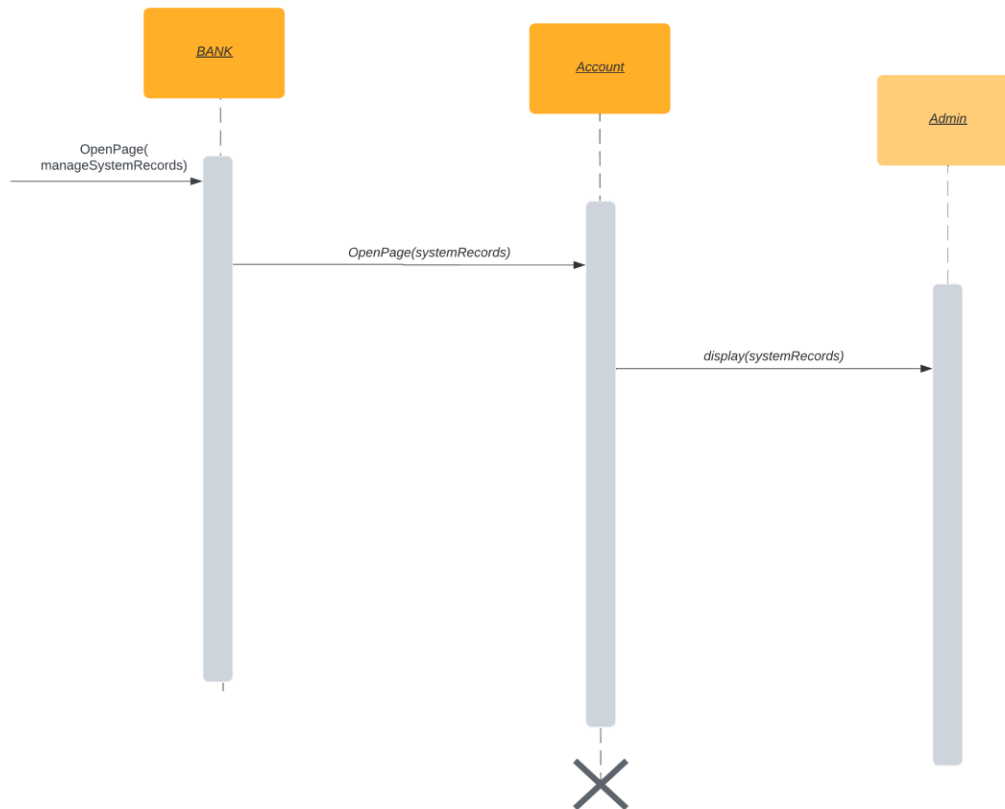 BANK
Account
Admin
OpenPage(
manageSystemRecords)
OpenPage(systemRecords)
display(systemRecords)